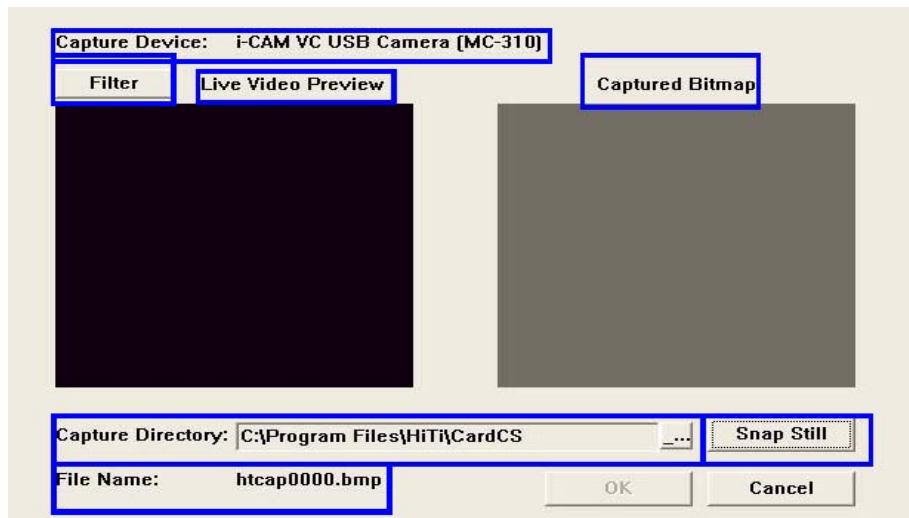 Capture Device: i-CAM VC USB Camera (MC-310)
Filter Live Video Preview Captured Bitmap
Capture Directory: C:\Program Files\HiTi\CardCS _... Snap Still
File Name: htcap0000.bmp OK Cancel